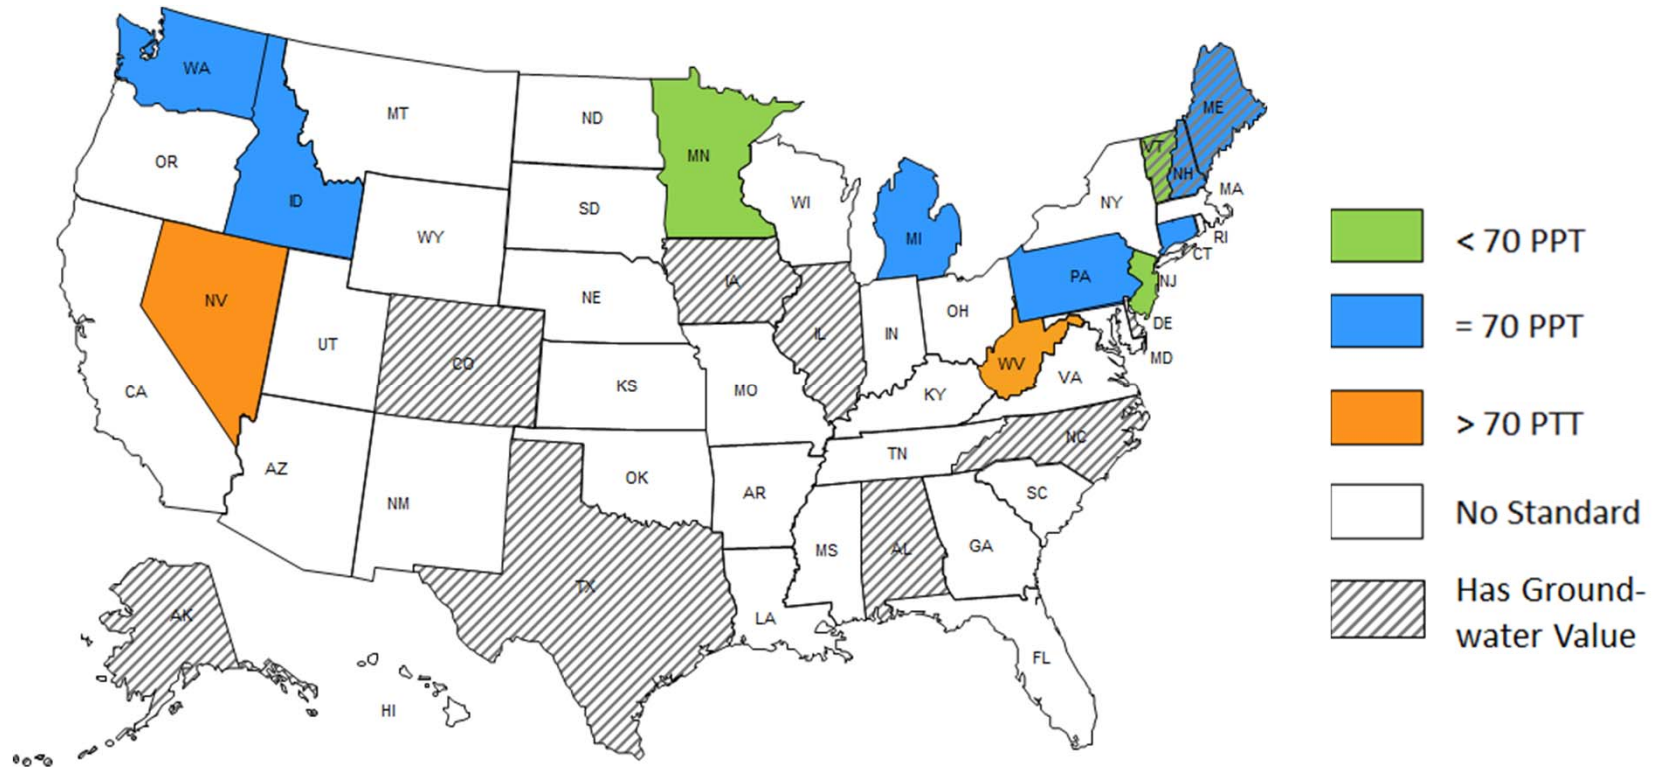 WA
MT
ND
MN
ME
OR
ID
SD
WI
VT
NH
NY
MA
WY
MI
RI
CT
NV
NE
IA
PA
NJ
UT
CO
IL
IN
OH
DE
MD
CA
KS
MO
WV
VA
KY
NC
AZ
NM
OK
AR
TN
SC
MS
AL
GA
AK
TX
LA
FL
HI
< 70 PPT
= 70 PPT
> 70 PTT
No Standard
Has Ground-
water Value